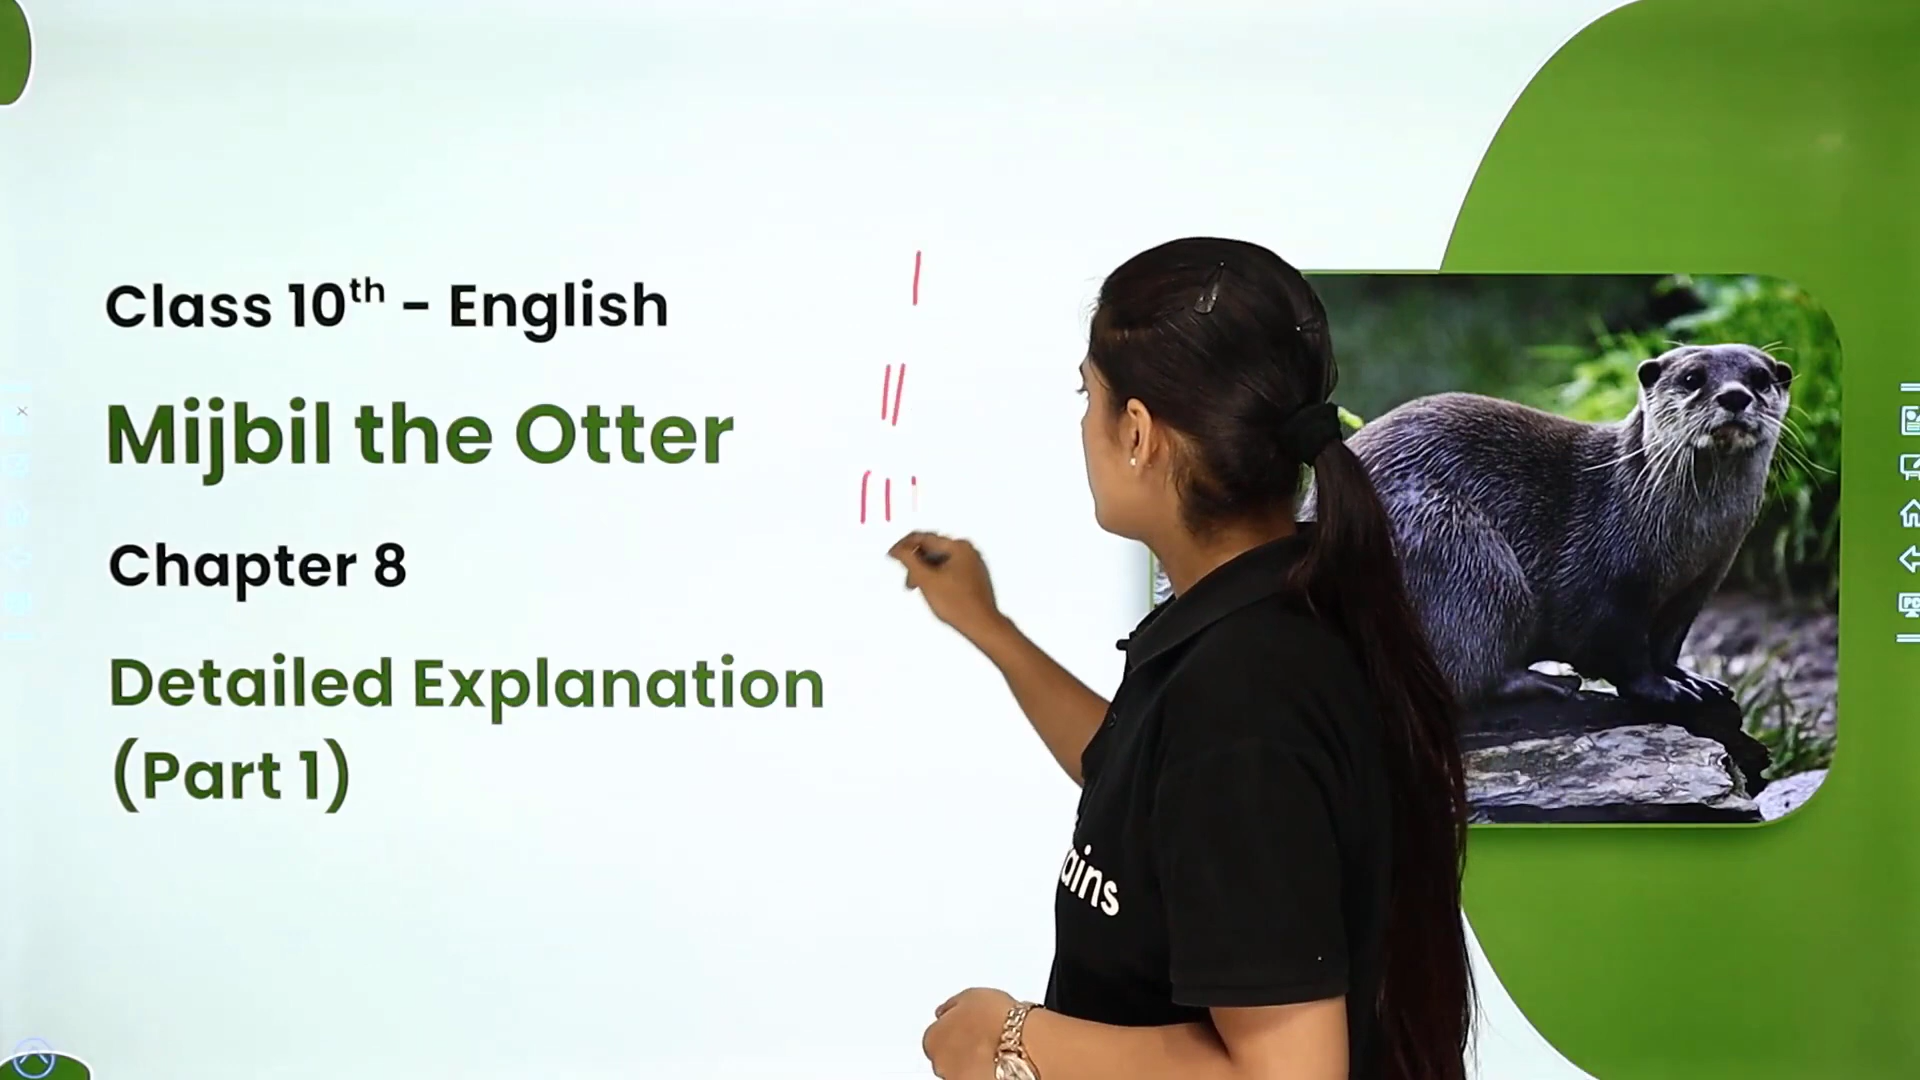 Class 10th - English
Mijbil the Otter
Chapter 8
Detailed Explanation
(Part 1)
|
||
|||
ains